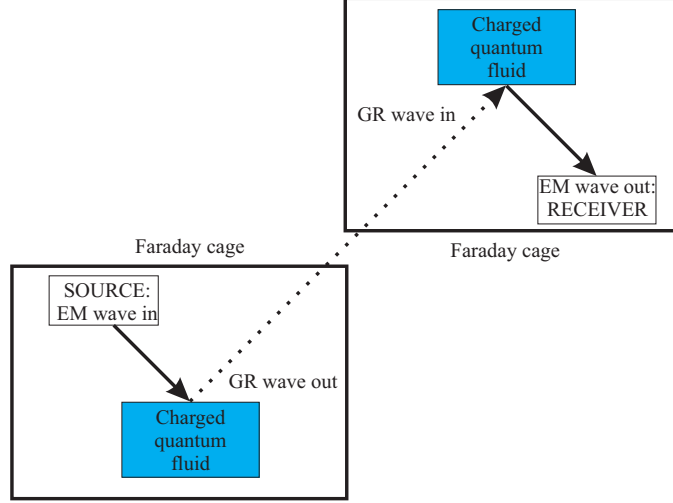 Charged
quantum
fluid
GR wave in
EM wave out:
RECEIVER
Faraday cage
Faraday cage
SOURCE:
EM wave in
GR wave out
Charged
quantum
fluid